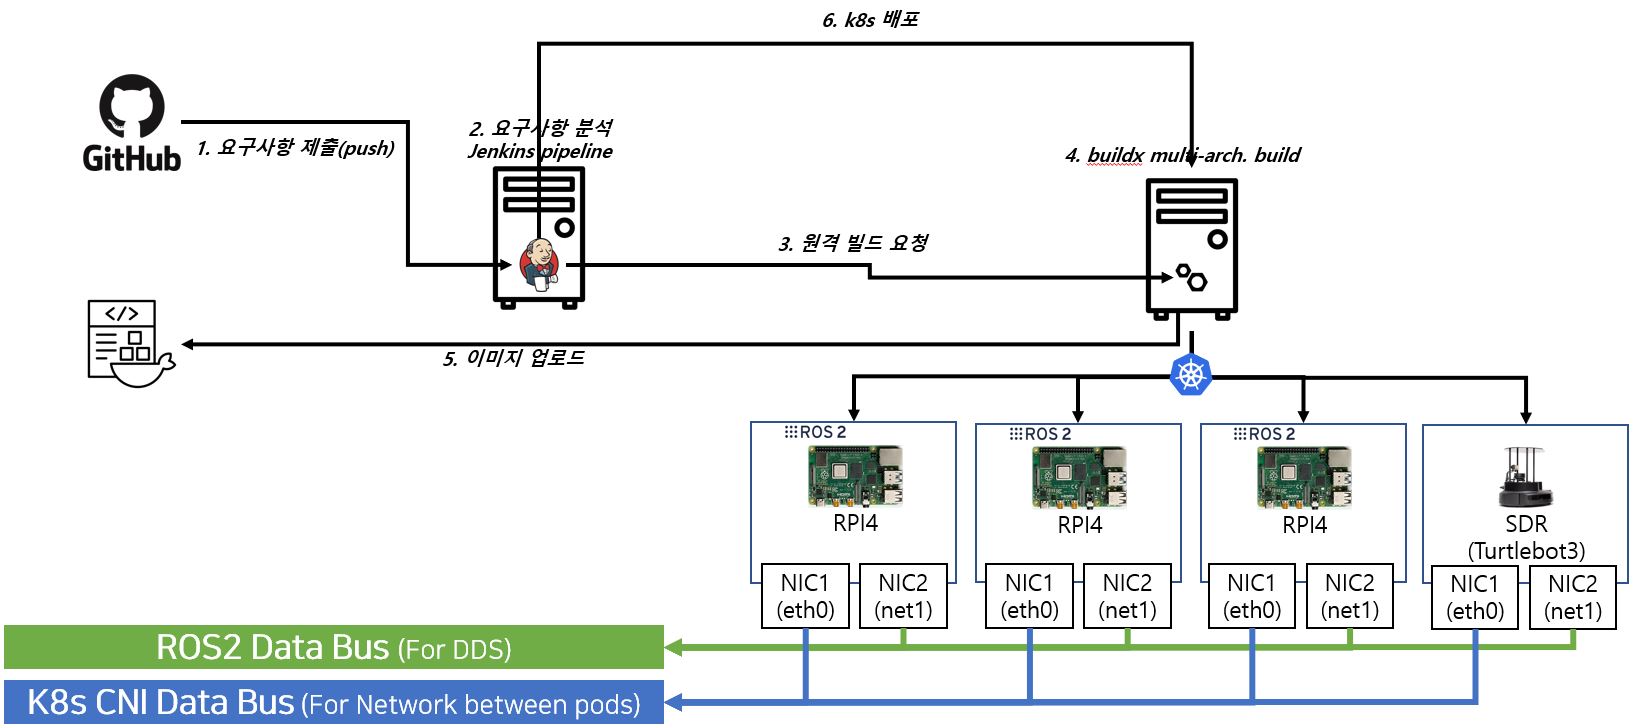 6. k8s 배포
GitHub
1. 요구사항 제출(push)
2. 요구사항 분석
Jenkins pipeline
3. 원격 빌드 요청
4. buildx multi-arch. build
</>
5. 이미지 업로드
ROS 2
RPI4
NIC1
(eth0)
NIC2
(net1)
ROS 2
RPI4
NIC1
(eth0)
NIC2
(net1)
ROS 2
RPI4
NIC1
(eth0)
NIC2
(net1)
SDR
(Turtlebot3)
NIC1
(eth0)
NIC2
(net1)
ROS2 Data Bus (For DDS)
K8s CNI Data Bus (For Network between pods)